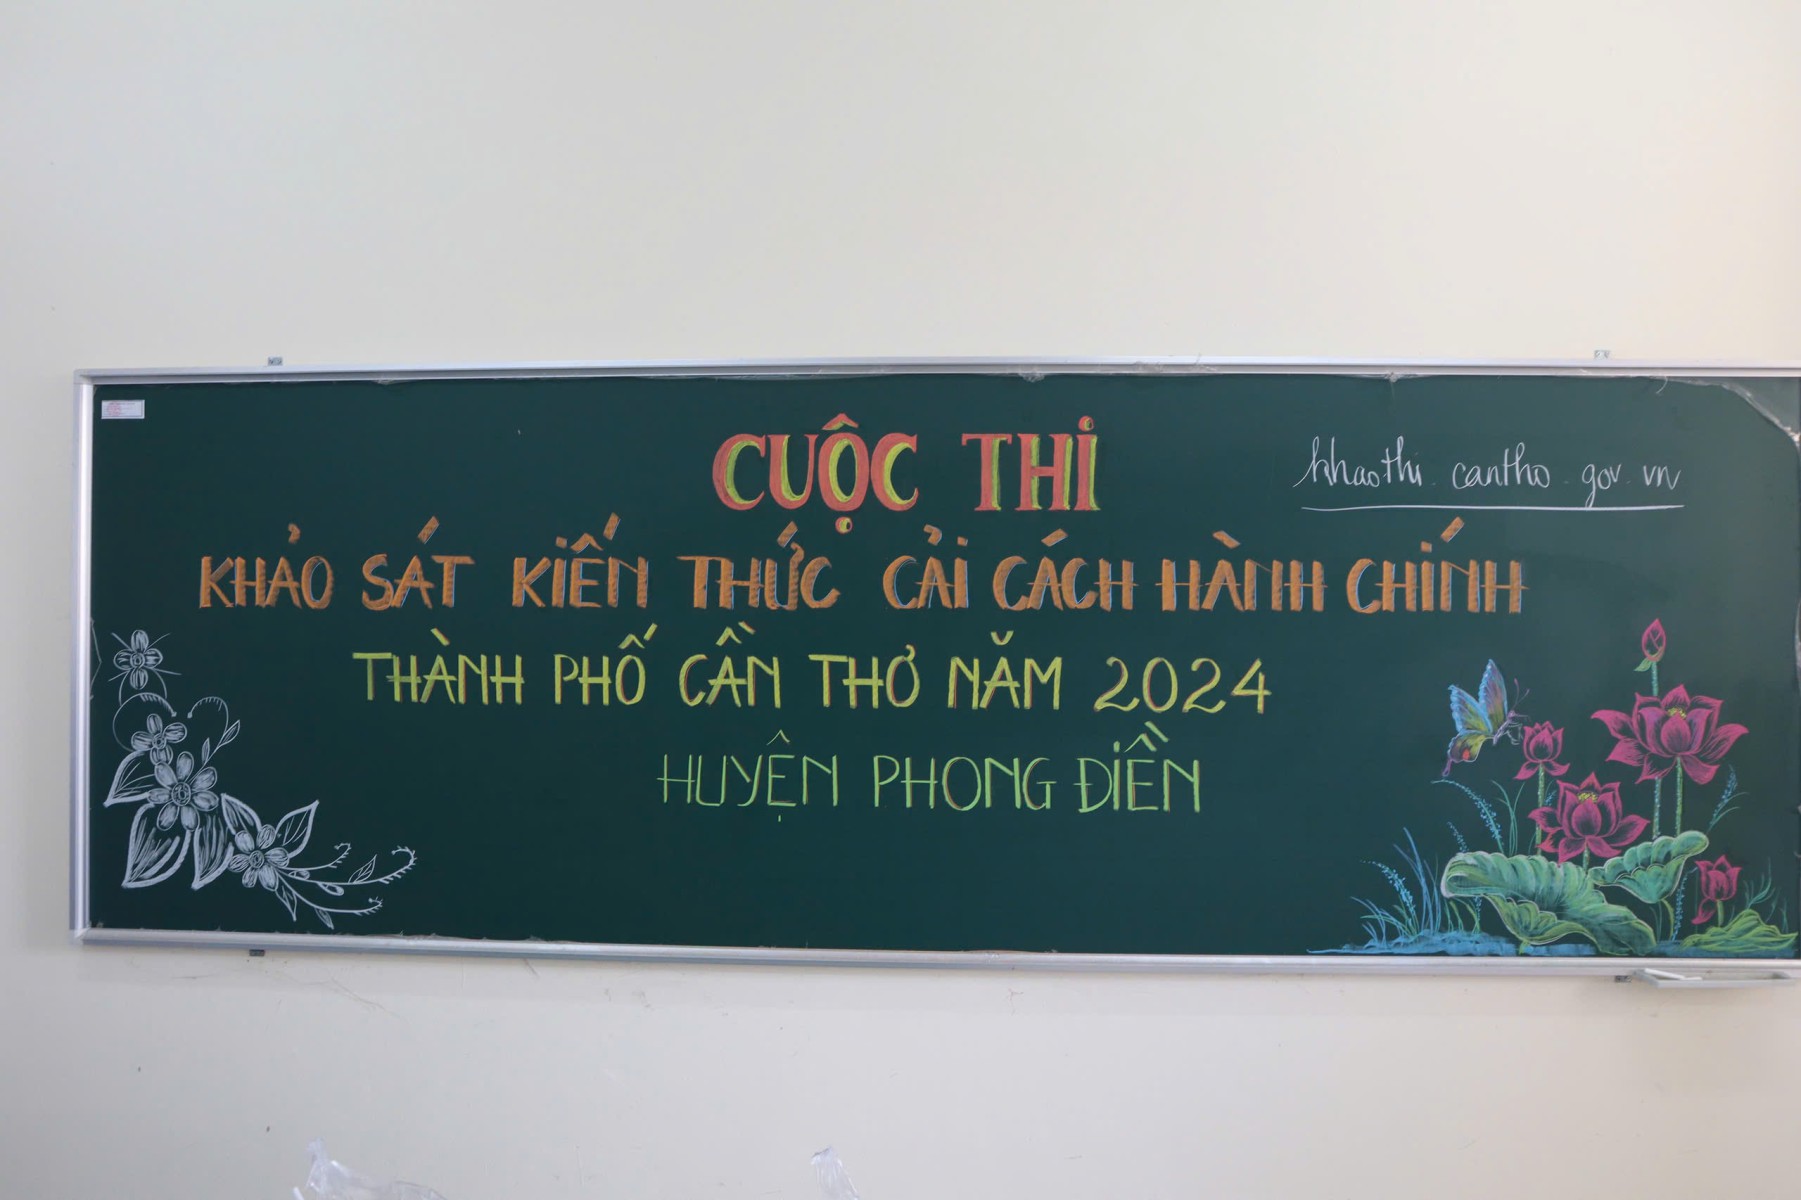 CUỘC THI
khaothi.cantho.gov.vn
KHẢO SÁT KIẾN THỨC CẢI CÁCH HÀNH CHÍNH
THÀNH PHỐ CẦN THƠ NĂM 2024
HUYỆN PHONG ĐIỀN